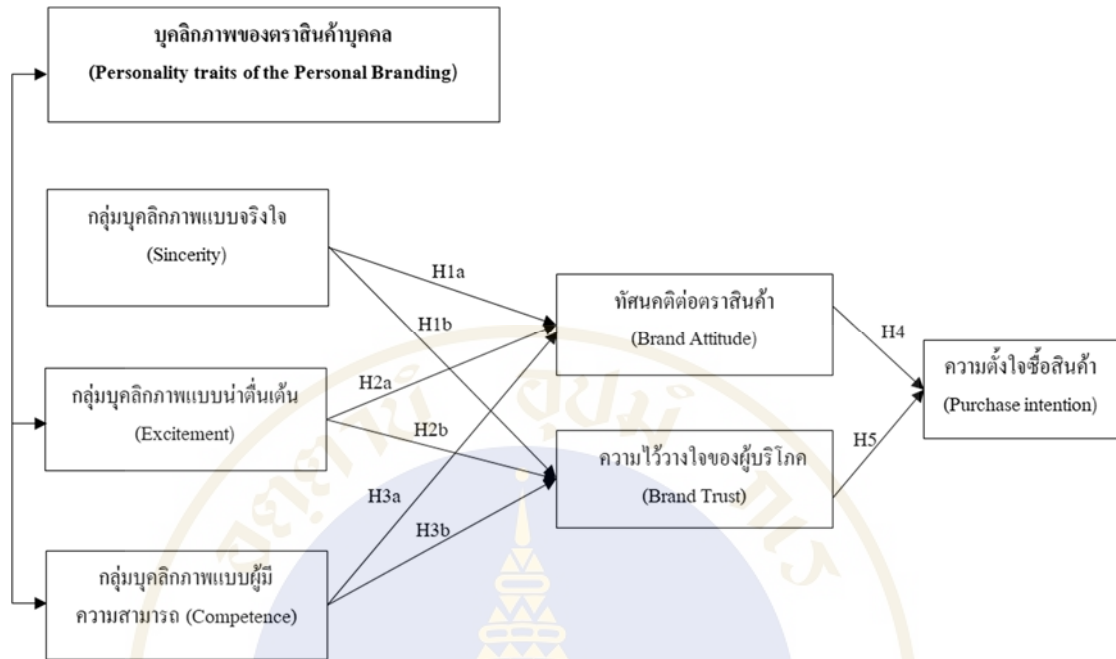 บุคลิกภาพของตราสินค้าบุคคล
(Personality traits of the Personal Branding)
กลุ่มบุคลิกภาพแบบจริงใจ
(Sincerity)
H1a
H1b
ทัศนคติต่อตราสินค้า
(Brand Attitude)
H4
กลุ่มบุคลิกภาพแบบน่าตื่นเต้น
(Excitement)
H2a
H2b
ความตั้งใจซื้อสินค้า
(Purchase intention)
ความไว้วางใจของผู้บริโภค
(Brand Trust)
H5
H3a
H3b
กลุ่มบุคลิกภาพแบบผู้มี
ความสามารถ (Competence)